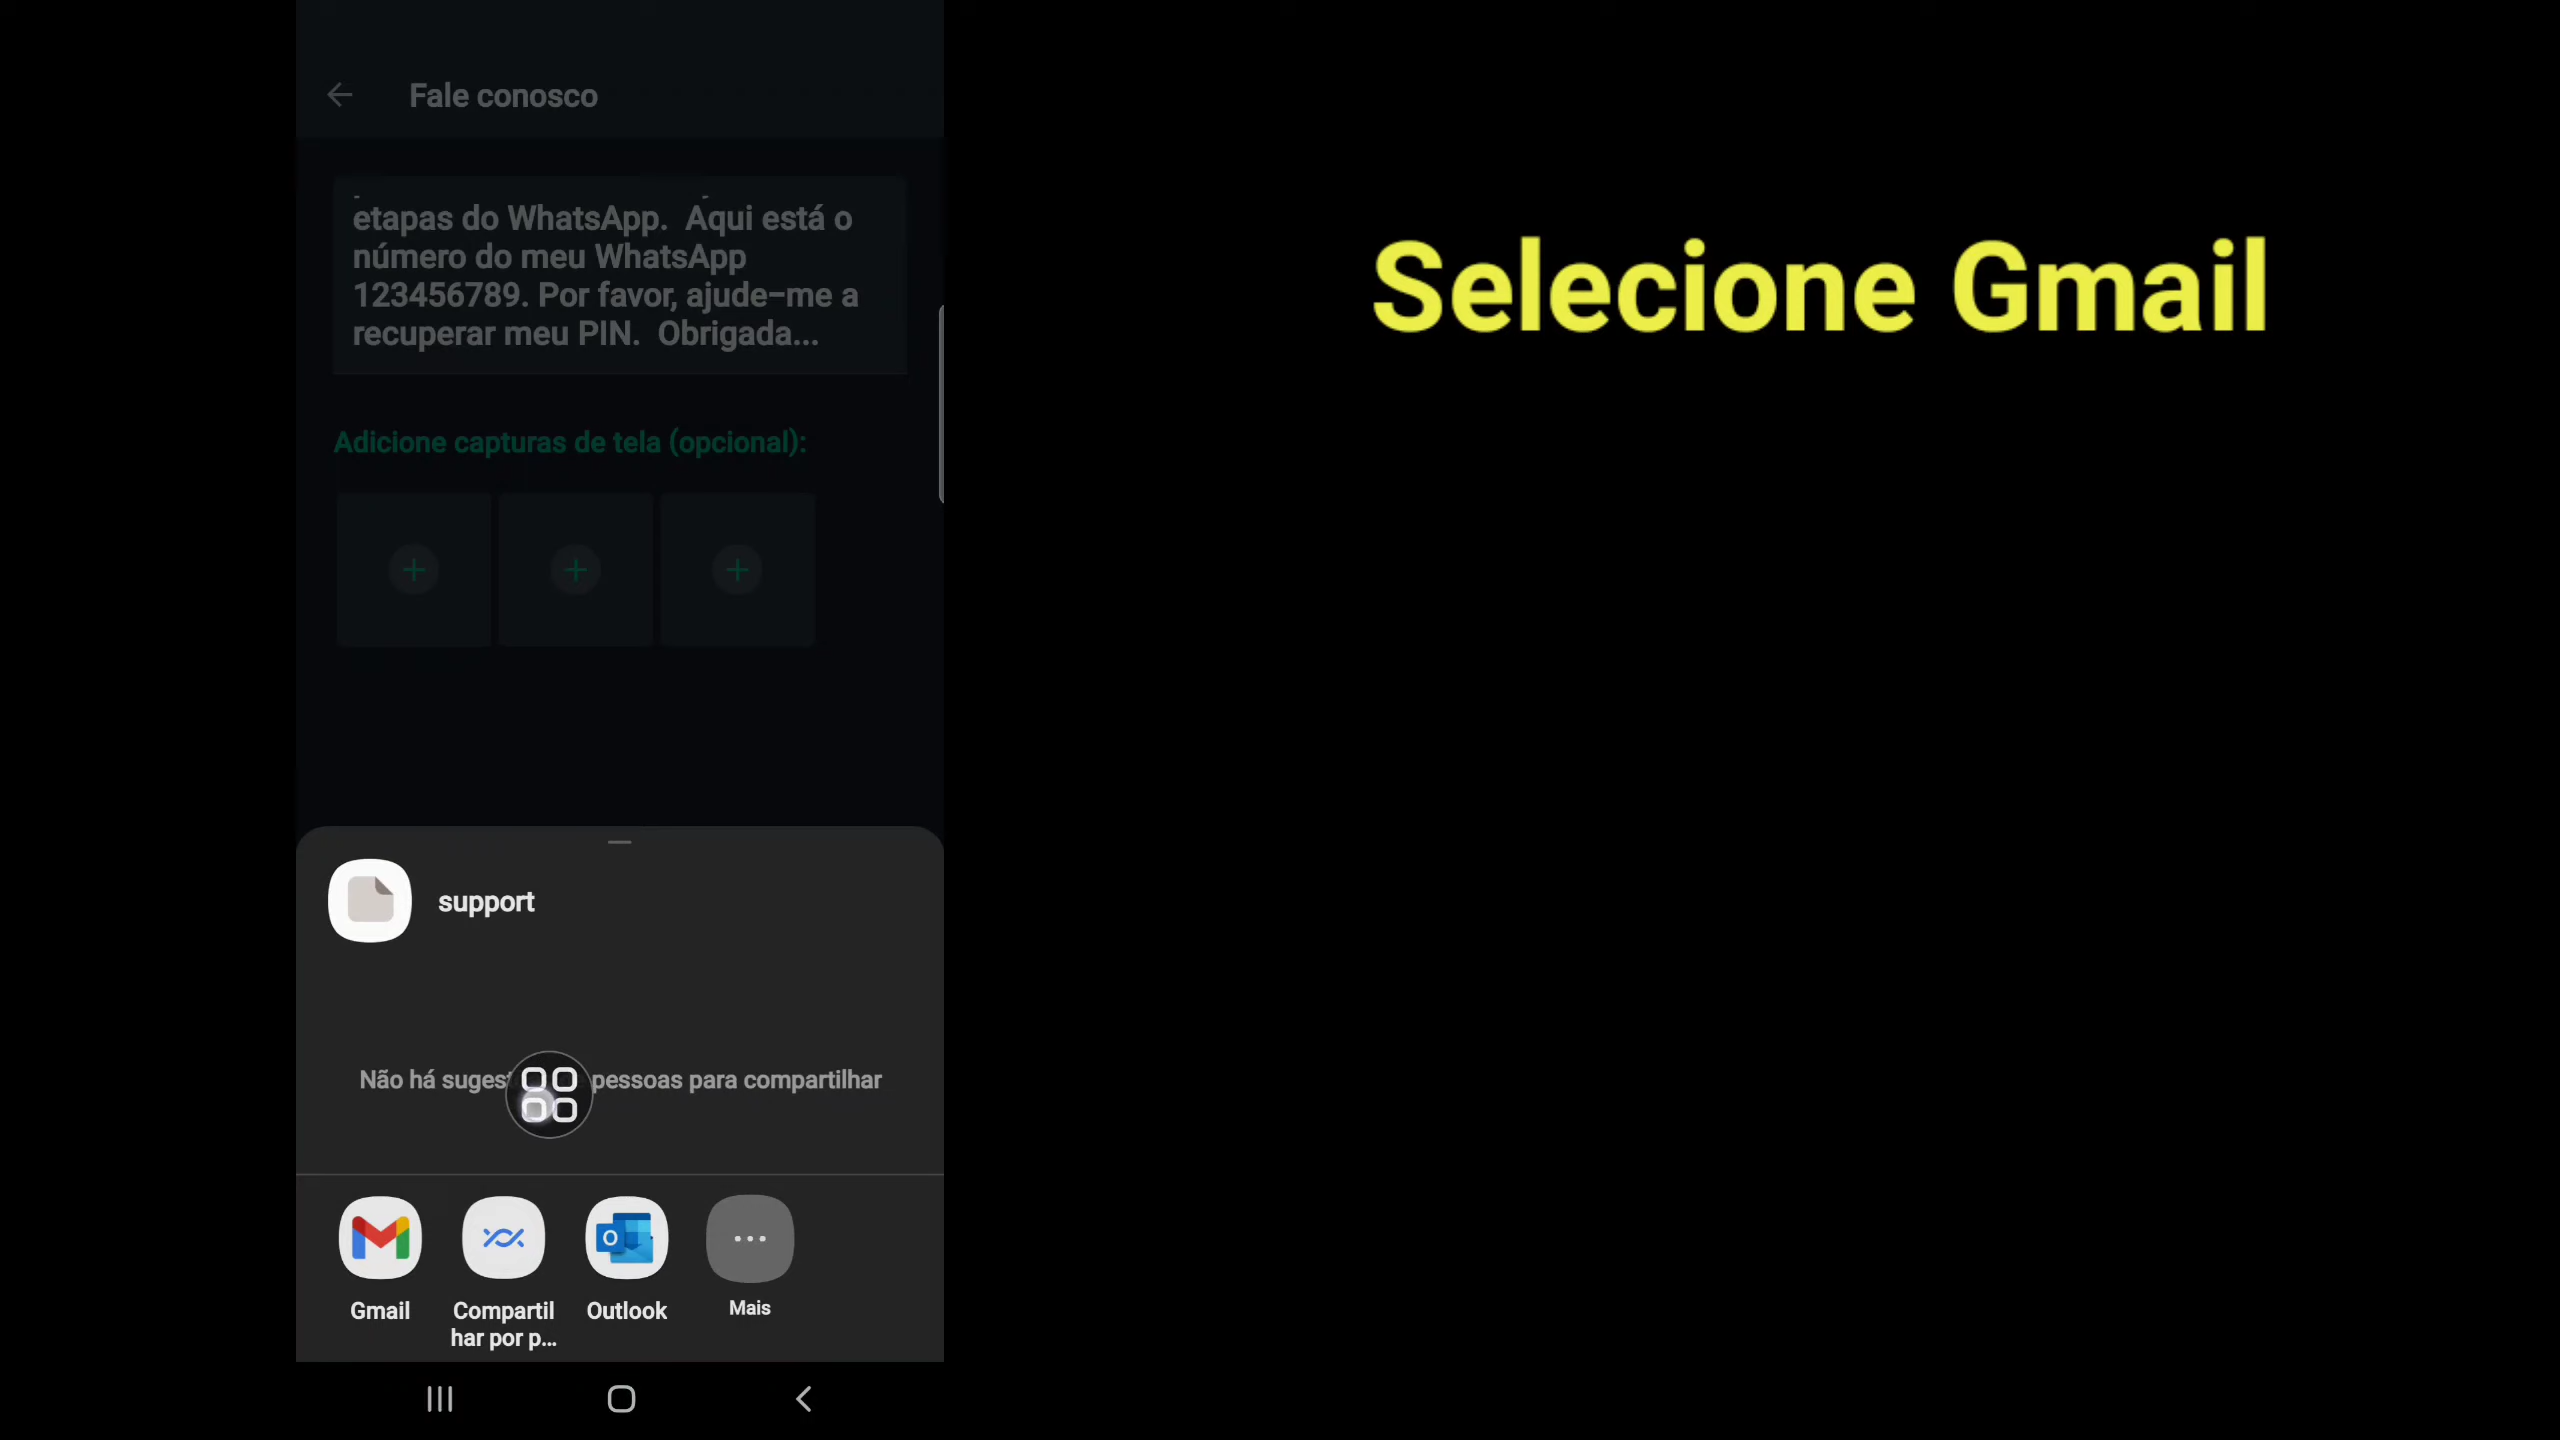 Fale conosco
etapas do WhatsApp.  Aqui está o
número do meu WhatsApp
123456789. Por favor, ajude-me a
recuperar meu PIN.  Obrigada...
Adicione capturas de tela (opcional):
support
Não há pessoas para compartilhar
Gmail
Compartil
har por p...
Outlook
Mais
Selecione Gmail